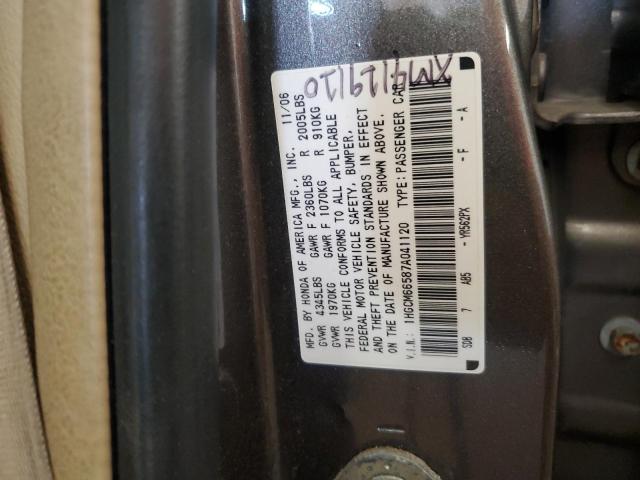 MFD. BY HONDA OF AMERICA MFG., INC. 11/06
GVWR 4345LBS GAWR F 2360LBS R 2005LBS
GVWR 1970KG GAWR F 1070KG R 910KG
THIS VEHICLE CONFORMS TO ALL APPLICABLE
FEDERAL MOTOR VEHICLE SAFETY, BUMPER,
AND THEFT PREVENTION STANDARDS IN EFFECT
ON THE DATE OF MANUFACTURE SHOWN ABOVE.
V.I.N.: 1HGCM66587A041120 TYPE: PASSENGER CAR
SDB 7 AB5 -YR562PX -F -A